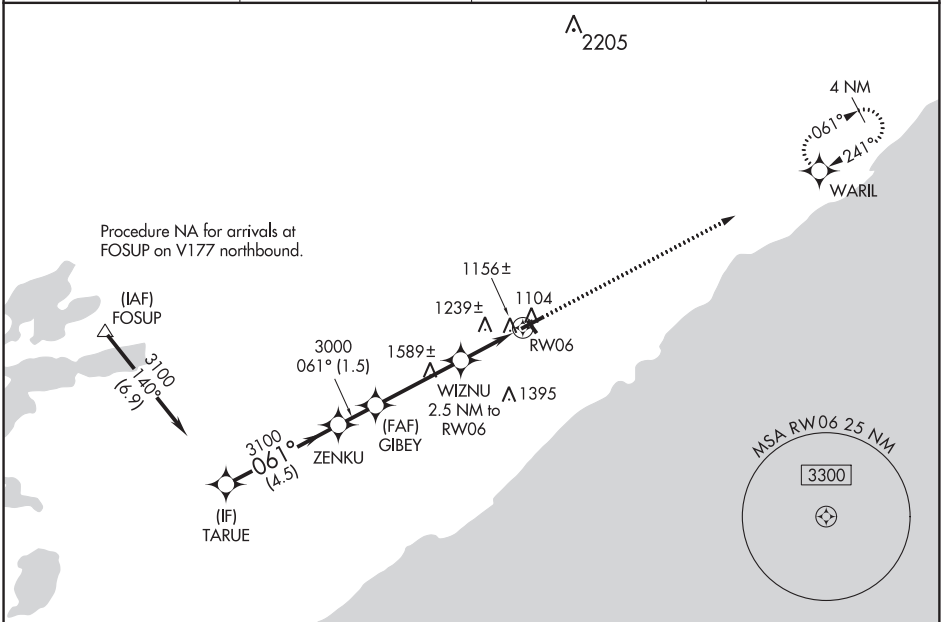 2205
4 NM
061°
241°
WARIL
Procedure NA for arrivals at
FOSUP on V177 northbound.
(IAF)
FOSUP
3100
140°
(6.9)
1156±
1239±
1104
RW06
3000
061° (1.5)
1589±
WIZNU
2.5 NM to
RW06
1395
(FAF)
GIBEY
ZENKU
3100
061°
(4.5)
(IF)
TARUE
MSA RW06 25 NM
3300